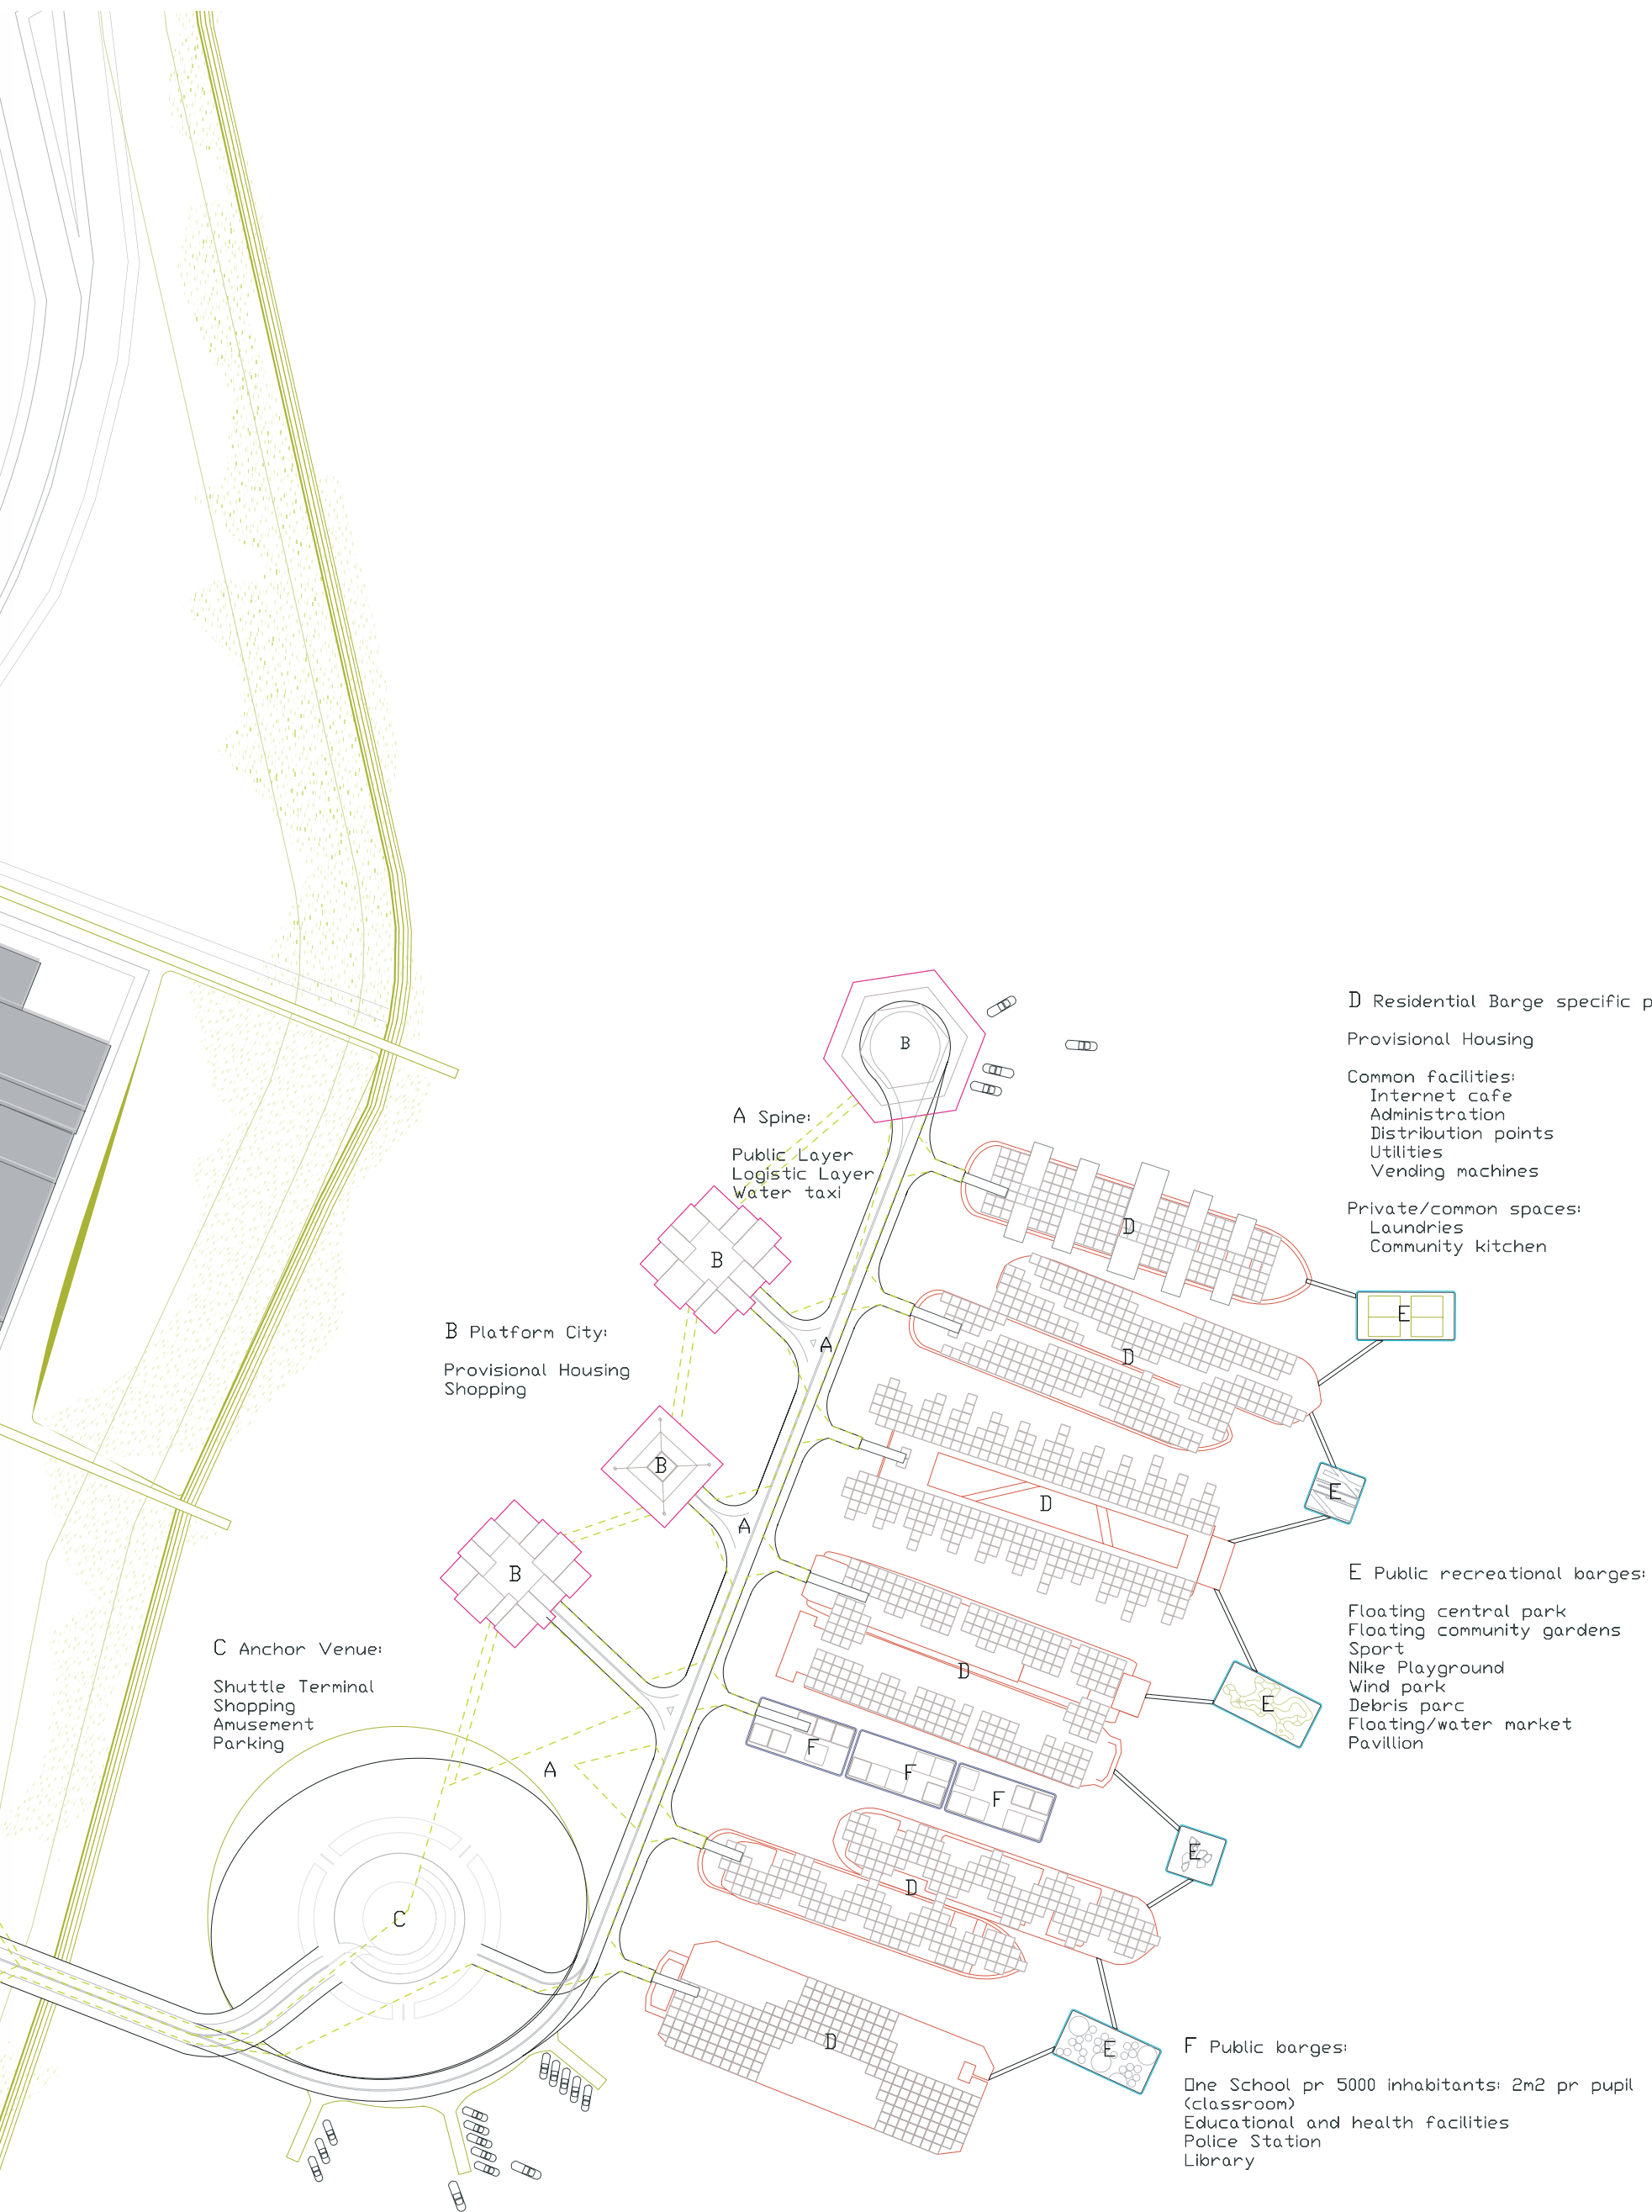 D Residential Barge specific p
Provisional Housing
Common facilities:
Internet cafe
Administration
Distribution points
Utilities
Vending machines
Private/common spaces:
Laundries
Community kitchen
A Spine:
Public Layer
Logistic Layer
Water taxi
B Platform City:
Provisional Housing
Shopping
C Anchor Venue:
Shuttle Terminal
Shopping
Amusement
Parking
E Public recreational barges:
Floating central park
Floating community gardens
Sport
Nike Playground
Wind park
Debris parc
Floating/water market
Pavillion
F Public barges:
One School pr 5000 inhabitants: 2m2 pr pupil
(classroom)
Educational and health facilities
Police Station
Library
B
B
B
B
A
A
A
C
D
D
D
D
D
D
E
E
E
E
E
F
F
F